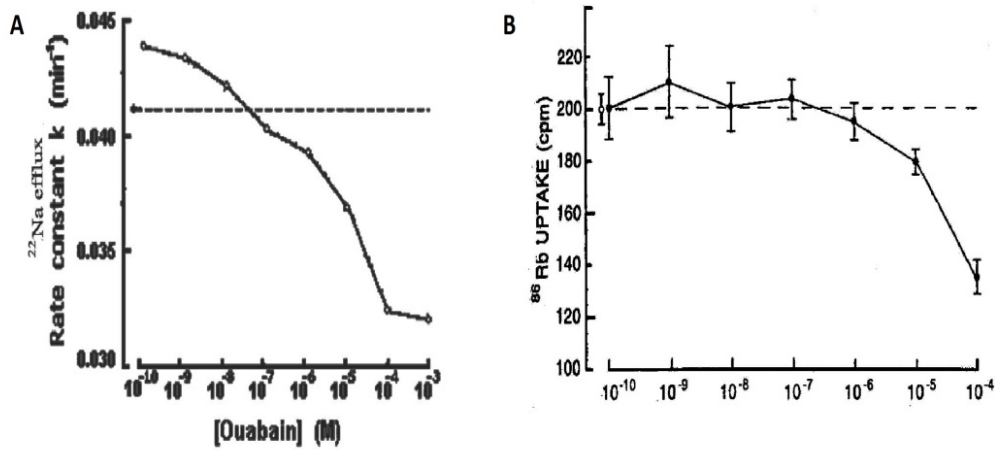 A
²²Na efflux
Rate constant k (min⁻¹)
0.045
0.040
0.035
0.030
10⁻¹⁰ 10⁻⁹ 10⁻⁸ 10⁻⁷ 10⁻⁶ 10⁻⁵ 10⁻⁴ 10⁻³
[Ouabain] (M)
B
⁸⁶Rb UPTAKE (cpm)
220
200
180
160
140
120
100
10⁻¹⁰ 10⁻⁹ 10⁻⁸ 10⁻⁷ 10⁻⁶ 10⁻⁵ 10⁻⁴